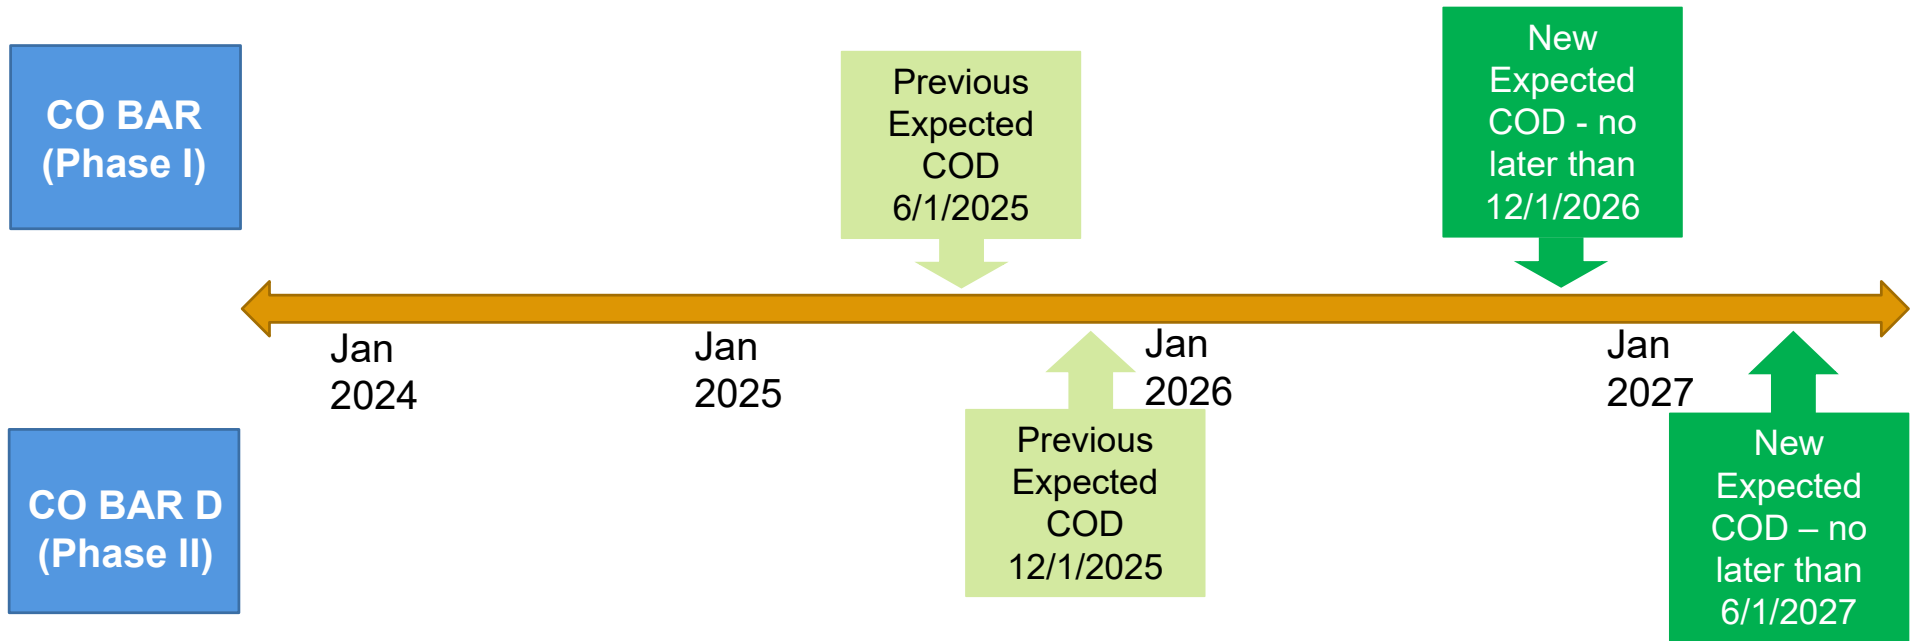 CO BAR
(Phase I)
Previous
Expected
COD
6/1/2025
New
Expected
COD - no
later than
12/1/2026
Jan
2024
Jan
2025
Jan
2026
Jan
2027
CO BAR D
(Phase II)
Previous
Expected
COD
12/1/2025
New
Expected
COD – no
later than
6/1/2027